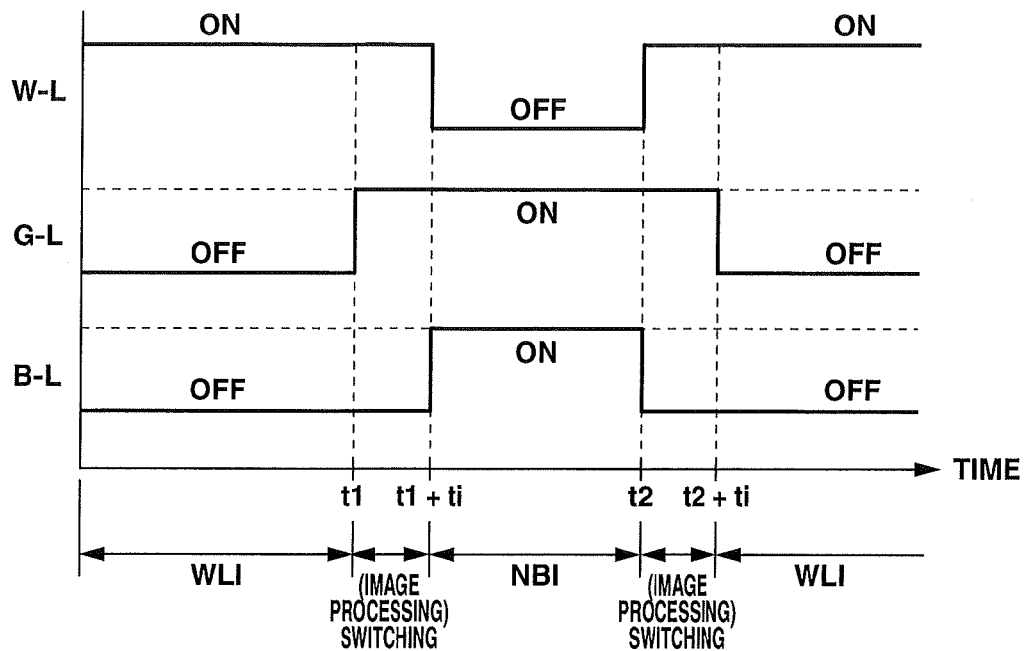 ON
ON
W-L
OFF
ON
G-L
OFF
OFF
ON
B-L
OFF
OFF
TIME
t1
t1 + ti
t2
t2 + ti
WLI
(IMAGE
PROCESSING)
SWITCHING
NBI
(IMAGE
PROCESSING)
SWITCHING
WLI